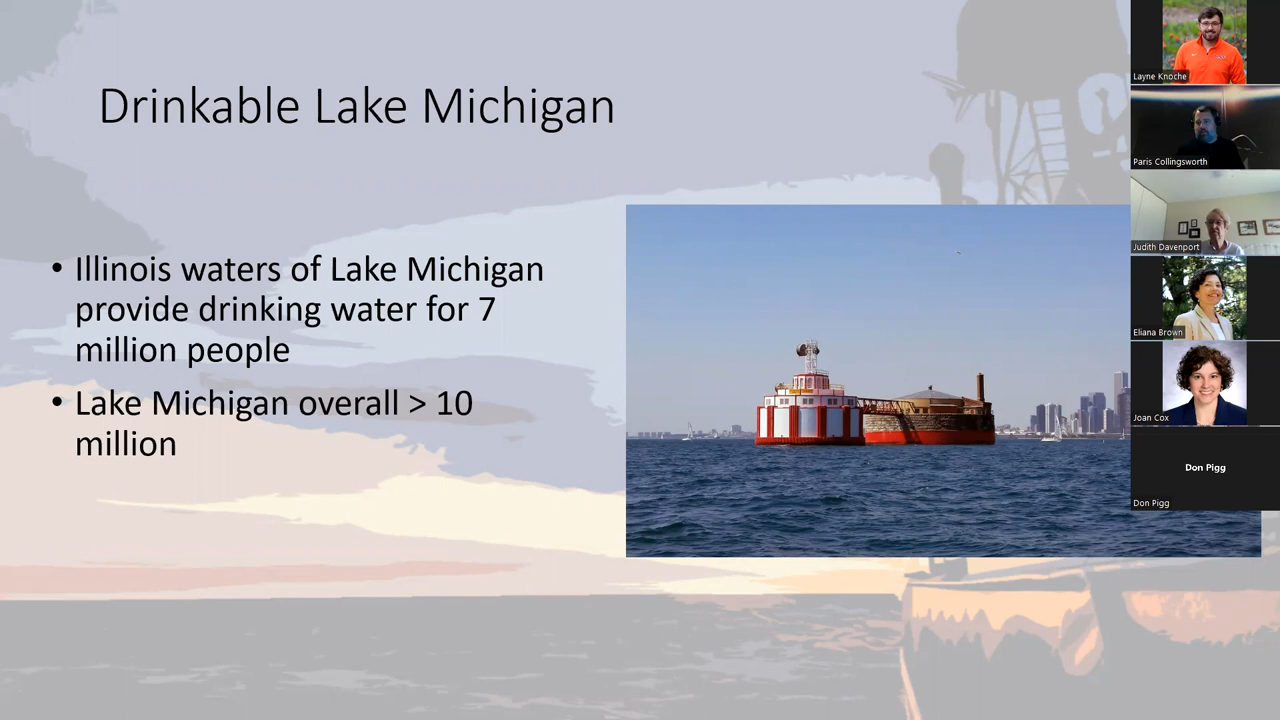 Drinkable Lake Michigan
• Illinois waters of Lake Michigan
provide drinking water for 7
million people
• Lake Michigan overall > 10
million
Layne Knoche
Paris Collingsworth
Judith Davenport
Eliana Brown
Joan Cox
Don Pigg
Don Pigg